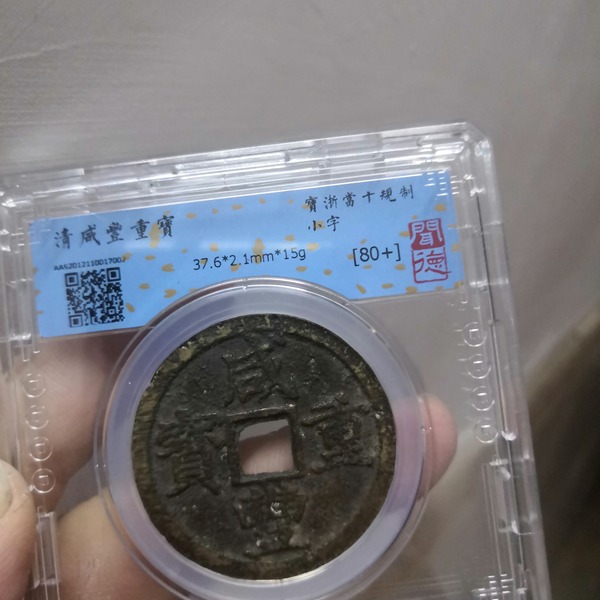 清咸豐重寶
寶浙當十規制
小字
37.6*2.1mm*15g
[80+]
聞德
咸豐重寶